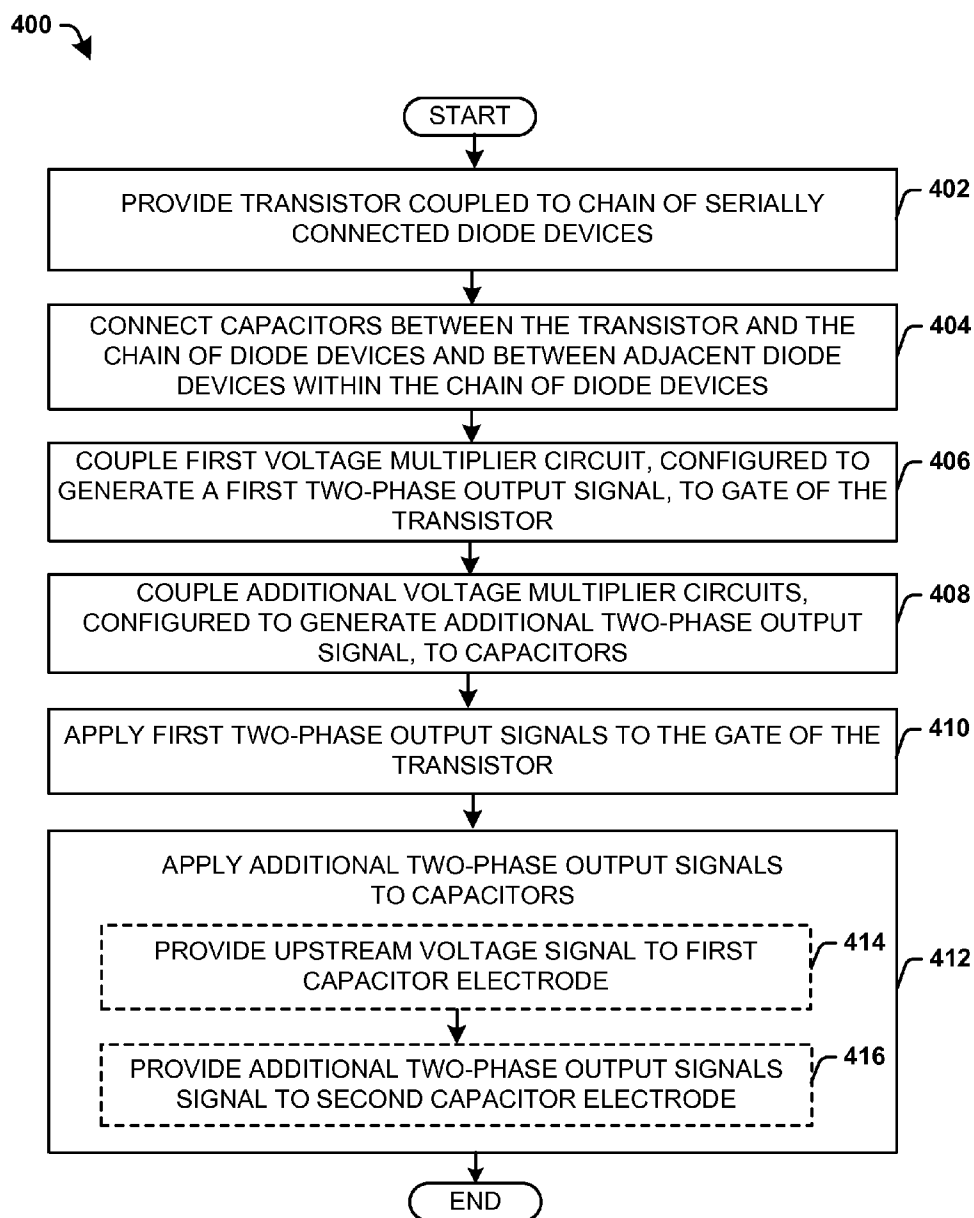 400
START
PROVIDE TRANSISTOR COUPLED TO CHAIN OF SERIALLY
CONNECTED DIODE DEVICES
402
CONNECT CAPACITORS BETWEEN THE TRANSISTOR AND THE
CHAIN OF DIODE DEVICES AND BETWEEN ADJACENT DIODE
DEVICES WITHIN THE CHAIN OF DIODE DEVICES
404
COUPLE FIRST VOLTAGE MULTIPLIER CIRCUIT, CONFIGURED TO
GENERATE A FIRST TWO-PHASE OUTPUT SIGNAL, TO GATE OF THE
TRANSISTOR
406
COUPLE ADDITIONAL VOLTAGE MULTIPLIER CIRCUITS,
CONFIGURED TO GENERATE ADDITIONAL TWO-PHASE OUTPUT
SIGNAL, TO CAPACITORS
408
APPLY FIRST TWO-PHASE OUTPUT SIGNALS TO THE GATE OF THE
TRANSISTOR
410
APPLY ADDITIONAL TWO-PHASE OUTPUT SIGNALS
TO CAPACITORS
412
PROVIDE UPSTREAM VOLTAGE SIGNAL TO FIRST
CAPACITOR ELECTRODE
414
PROVIDE ADDITIONAL TWO-PHASE OUTPUT SIGNALS
SIGNAL TO SECOND CAPACITOR ELECTRODE
416
END